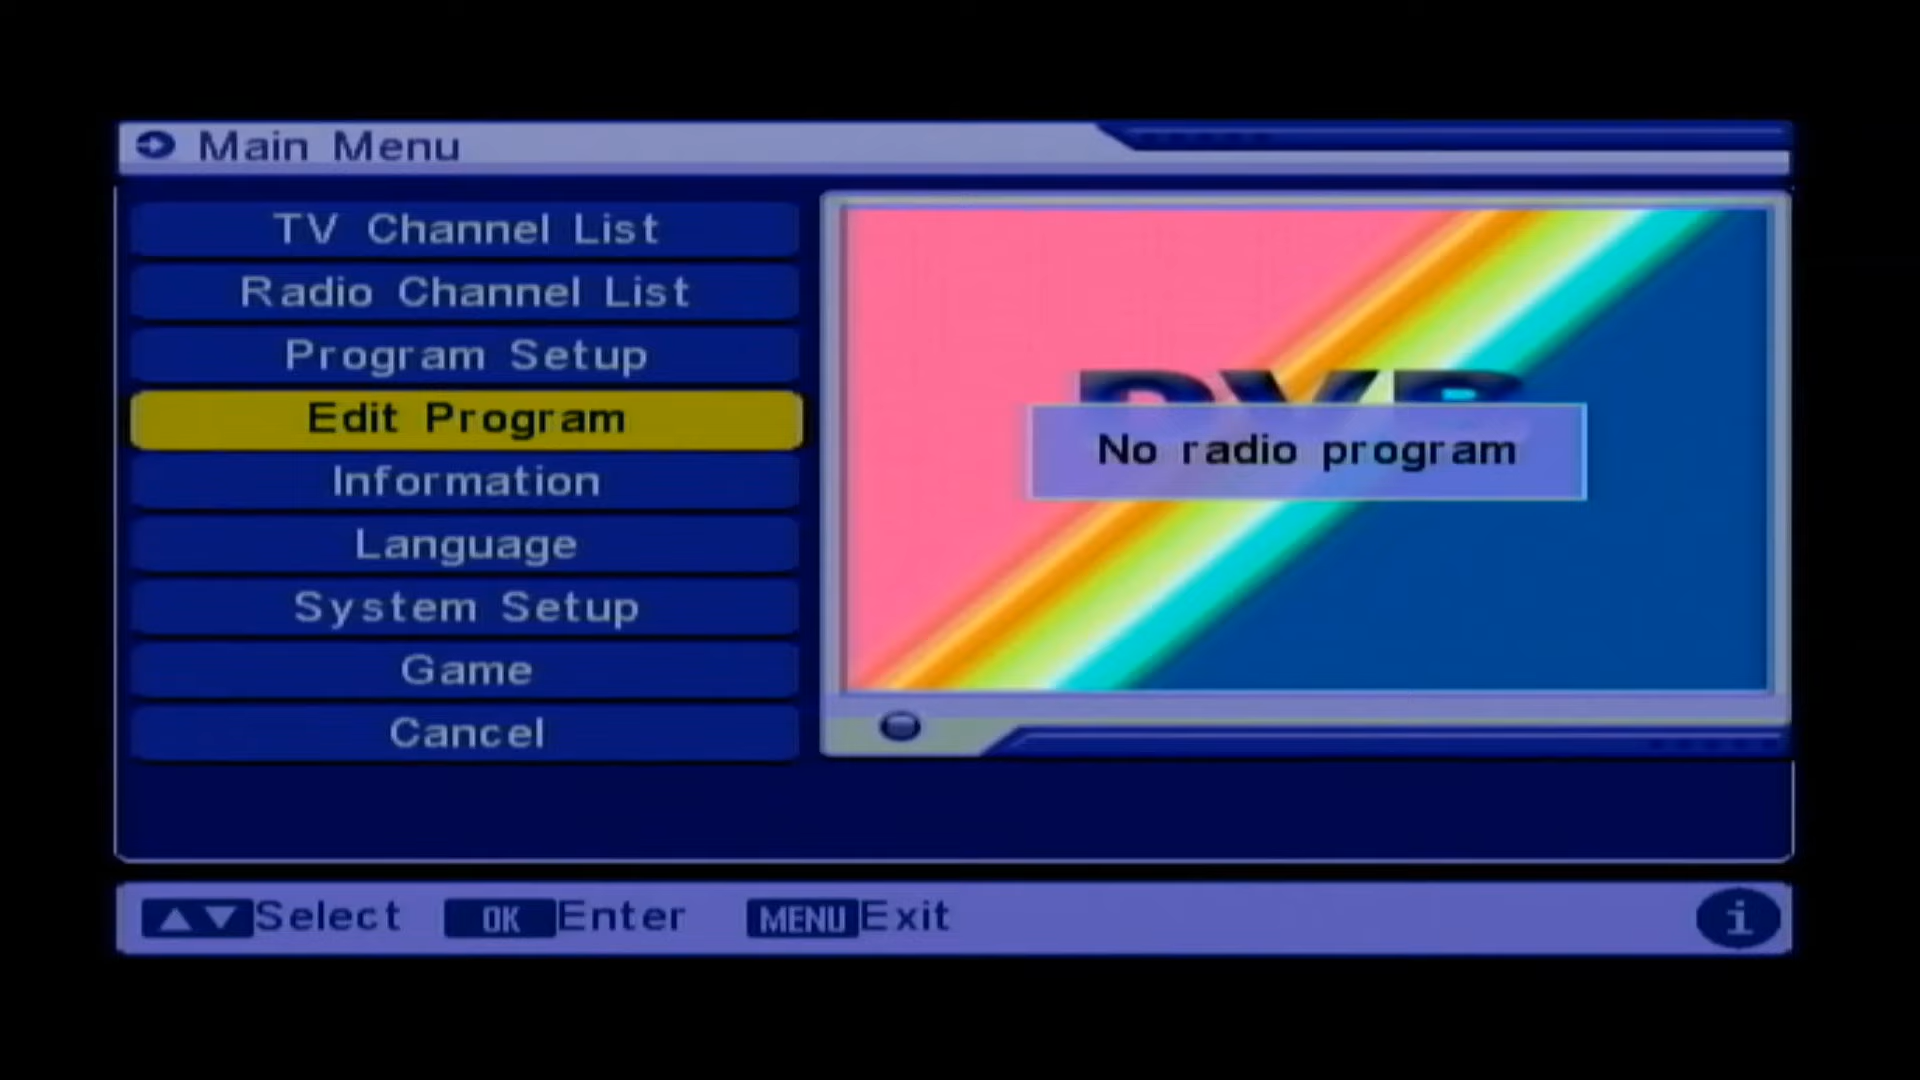 Main Menu
TV Channel List
Radio Channel List
Program Setup
Edit Program
Information
Language
System Setup
Game
Cancel
DVB
No radio program
▲▼Select OK Enter MENU Exit i